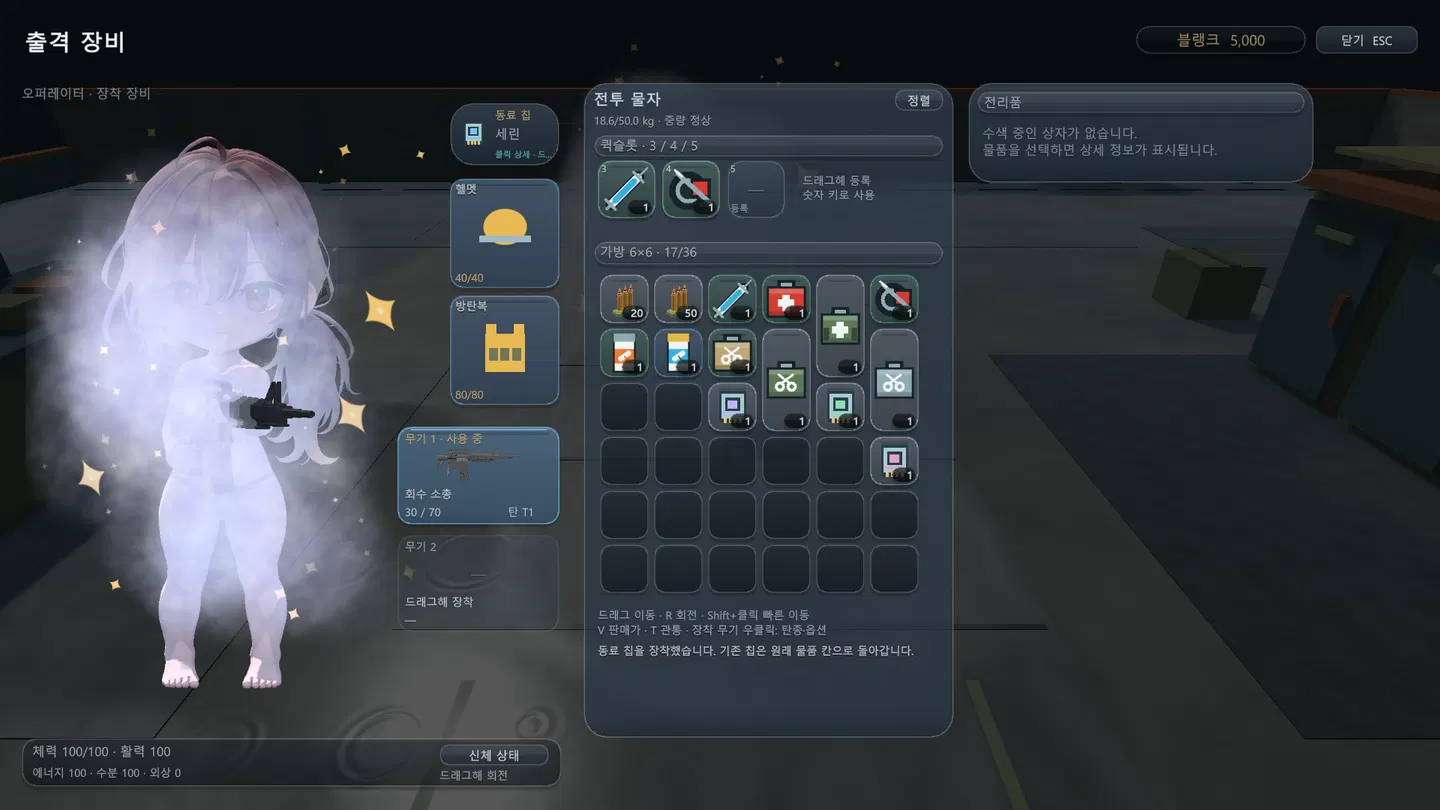 출격 장비
블랭크 5,000
닫기 ESC
오퍼레이터 · 장착 장비
동료 칩
세린
클릭 상세 · 드...
헬멧
40/40
방탄복
80/80
무기 1 · 사용 중
회수 소총
30 / 70
탄 T1
무기 2
—
드래그해 장착
—
전투 물자
정렬
18.6/50.0 kg · 중량 정상
퀵슬롯 · 3 / 4 / 5
3
1
4
1
5
—
등록
드래그해 등록
숫자 키로 사용
가방 6×6 · 17/36
20
50
1
1
1
1
1
1
1
1
1
1
1
1
드래그 이동 · R 회전 · Shift+클릭 빠른 이동
V 판매가 · T 관통 · 장착 무기 우클릭: 탄종·옵션
동료 칩을 장착했습니다. 기존 칩은 원래 물품 칸으로 돌아갑니다.
전리품
수색 중인 상자가 없습니다.
물품을 선택하면 상세 정보가 표시됩니다.
체력 100/100 · 활력 100
에너지 100 · 수분 100 · 외상 0
신체 상태
드래그해 회전